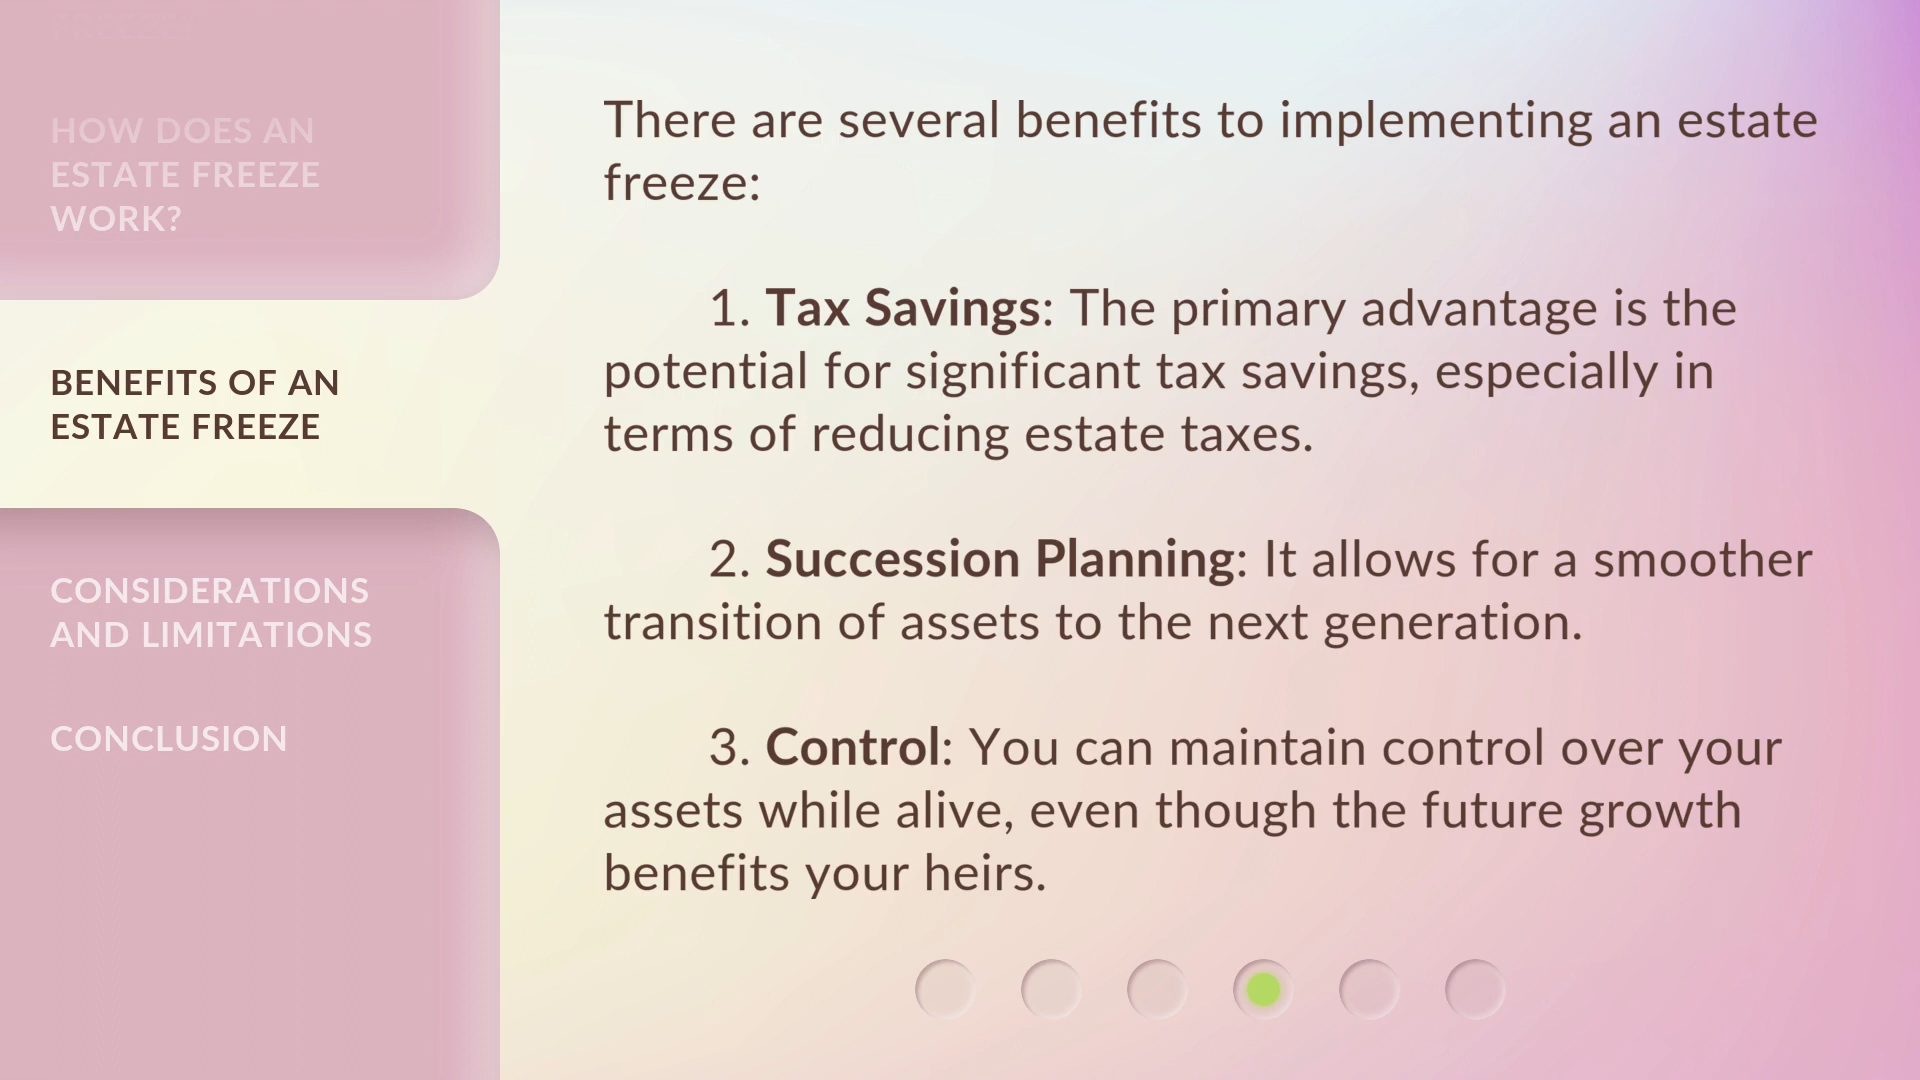 HOW DOES AN
ESTATE FREEZE
WORK?
BENEFITS OF AN
ESTATE FREEZE
CONSIDERATIONS
AND LIMITATIONS
CONCLUSION
There are several benefits to implementing an estate
freeze:
1. Tax Savings: The primary advantage is the
potential for significant tax savings, especially in
terms of reducing estate taxes.
2. Succession Planning: It allows for a smoother
transition of assets to the next generation.
3. Control: You can maintain control over your
assets while alive, even though the future growth
benefits your heirs.